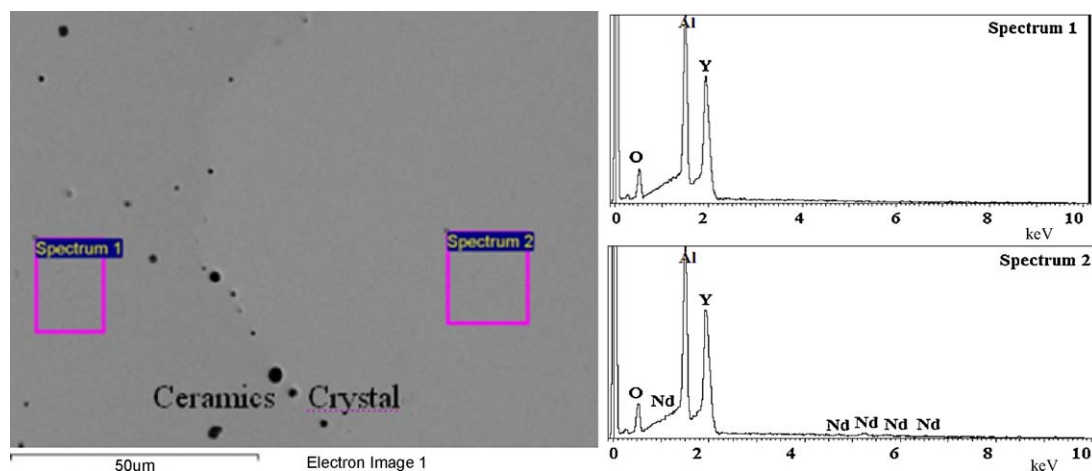 Spectrum 1
Spectrum 2
Ceramics Crystal
50um
Electron Image 1
Spectrum 1
Al
Y
O
0 2 4 6 8 10
keV
Spectrum 2
Al
Y
O
Nd
Nd Nd Nd Nd
0 2 4 6 8 10
keV